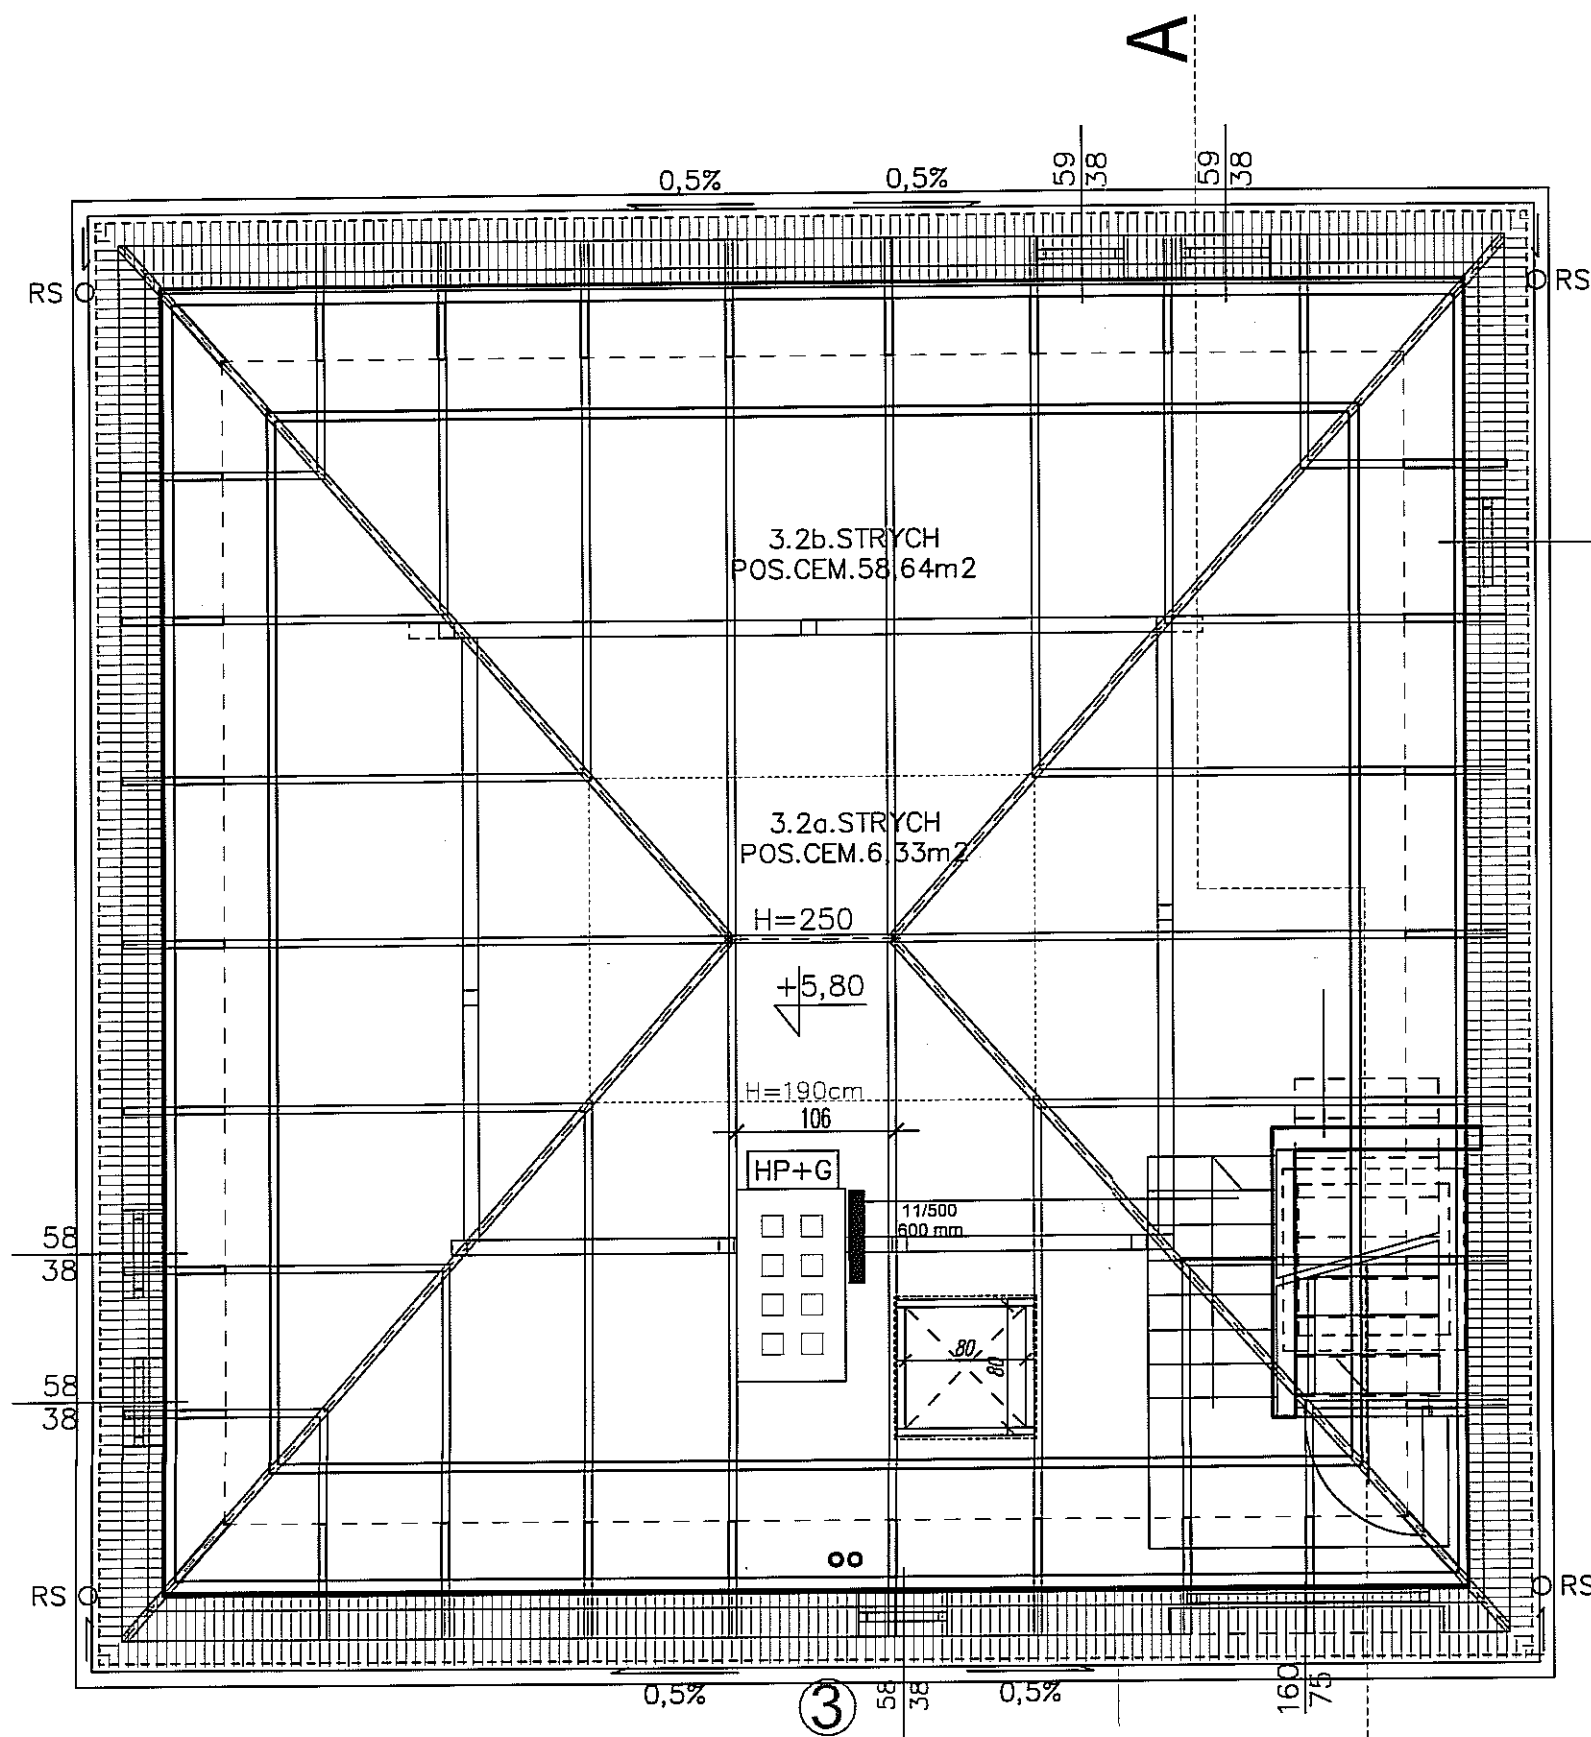 A
0,5%
0,5%
59
38
59
38
RS
RS
3.2b.STRYCH
POS.CEM.58,64m2
3.2a.STRYCH
POS.CEM.6,33m2
H=250
+5,80
H=190cm
106
HP+G
11/500
600 mm
58
38
80
80
58
38
RS
RS
0,5%
3
58
38
0,5%
160
75